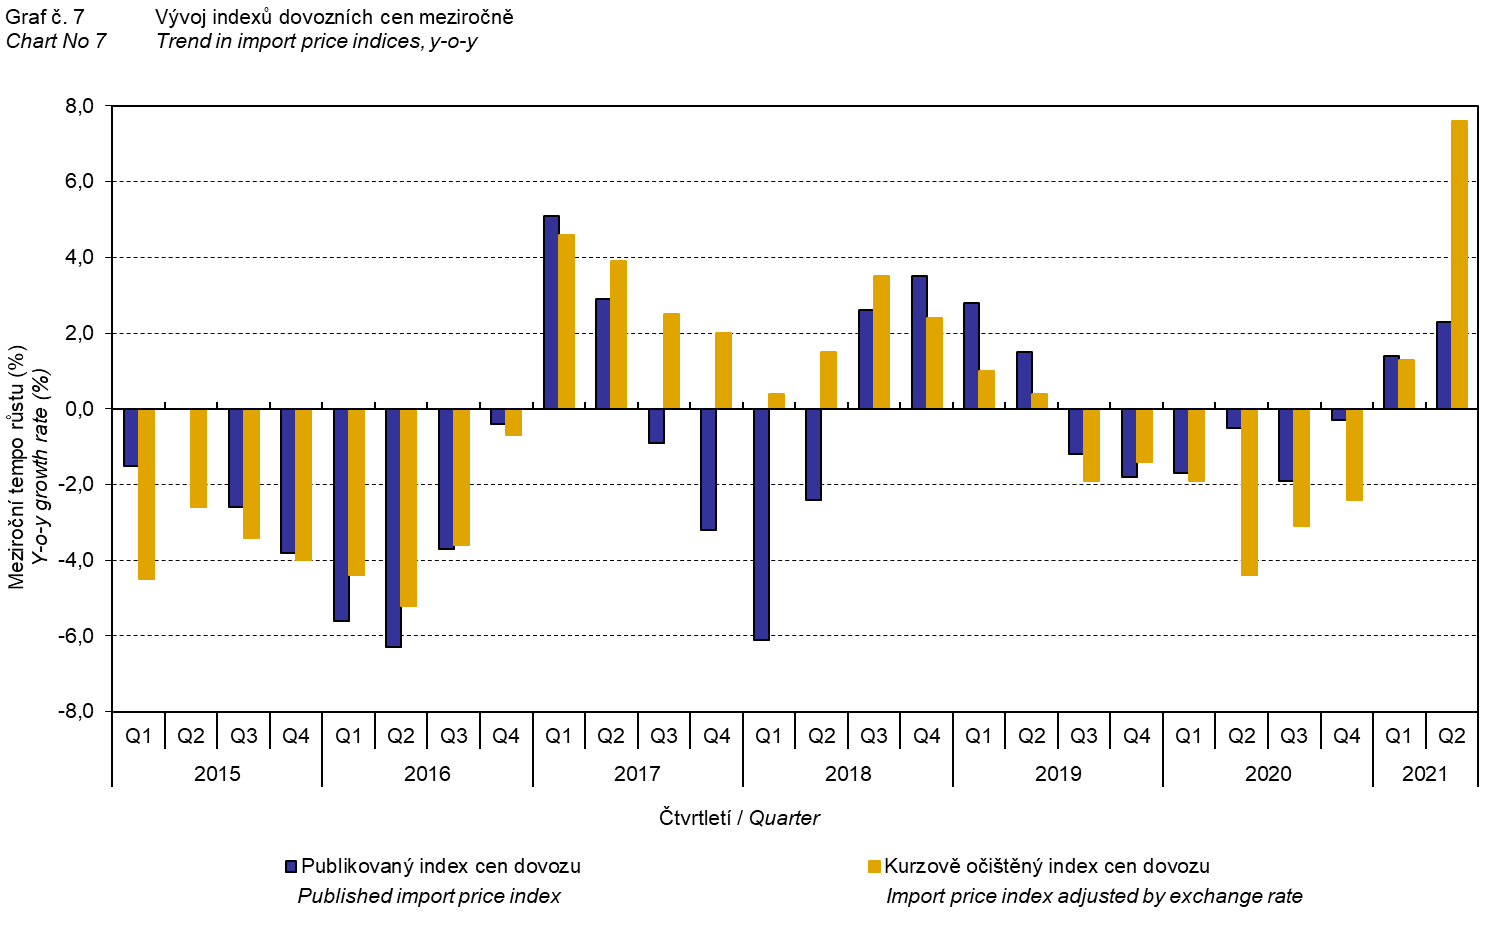 Graf č. 7 Vývoj indexů dovozních cen meziročně
Chart No 7 Trend in import price indices, y-o-y
Meziroční tempo růstu (%)
Y-o-y growth rate (%)
8,0
6,0
4,0
2,0
0,0
-2,0
-4,0
-6,0
-8,0
Q1 Q2 Q3 Q4 Q1 Q2 Q3 Q4 Q1 Q2 Q3 Q4 Q1 Q2 Q3 Q4 Q1 Q2 Q3 Q4 Q1 Q2 Q3 Q4 Q1 Q2
2015 2016 2017 2018 2019 2020 2021
Čtvrtletí / Quarter
Publikovaný index cen dovozu Kurzově očištěný index cen dovozu
Published import price index Import price index adjusted by exchange rate